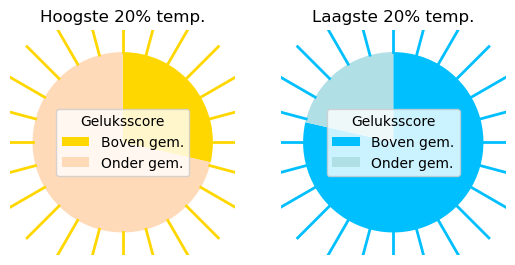 Hoogste 20% temp.
Geluksscore
Boven gem.
Onder gem.
Laagste 20% temp.
Geluksscore
Boven gem.
Onder gem.